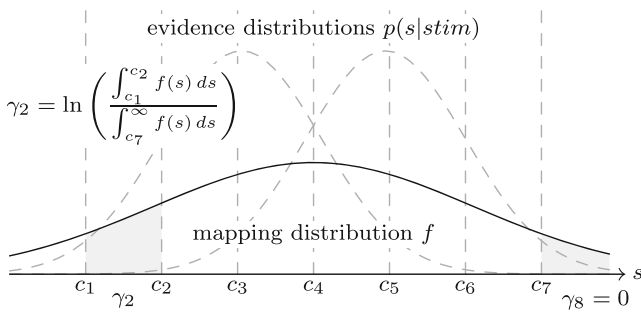 evidence distributions p(s|stim)
γ₂ = ln ( ∫_{c₁}^{c₂} f(s) ds / ∫_{c₇}^{∞} f(s) ds )
mapping distribution f
s
c₁ c₂ c₃ c₄ c₅ c₆ c₇
γ₂ γ₈ = 0